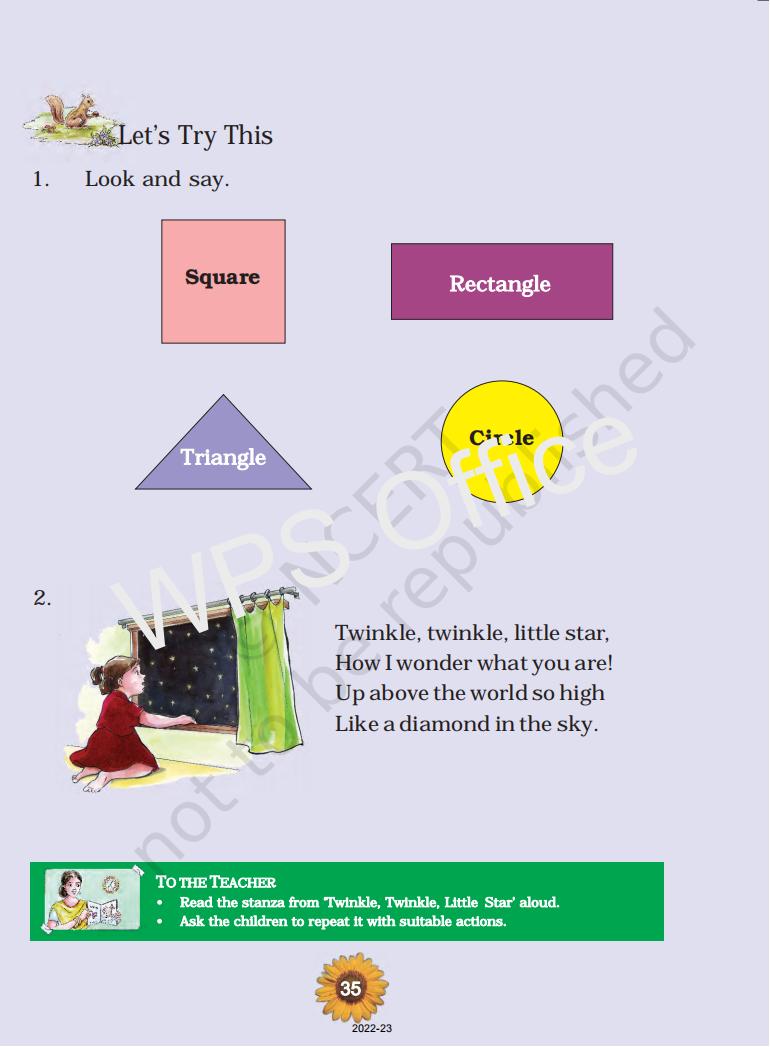 Let's Try This
1. Look and say.
Square
Rectangle
Triangle
Circle
2.
Twinkle, twinkle, little star,
How I wonder what you are!
Up above the world so high
Like a diamond in the sky.
TO THE TEACHER
• Read the stanza from 'Twinkle, Twinkle, Little Star' aloud.
• Ask the children to repeat it with suitable actions.
35
2022-23
© NCERT
not to be republished
WPS Office